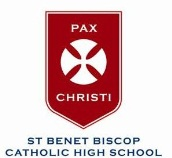 PAX
CHRISTI
ST BENET BISCOP
CATHOLIC HIGH SCHOOL